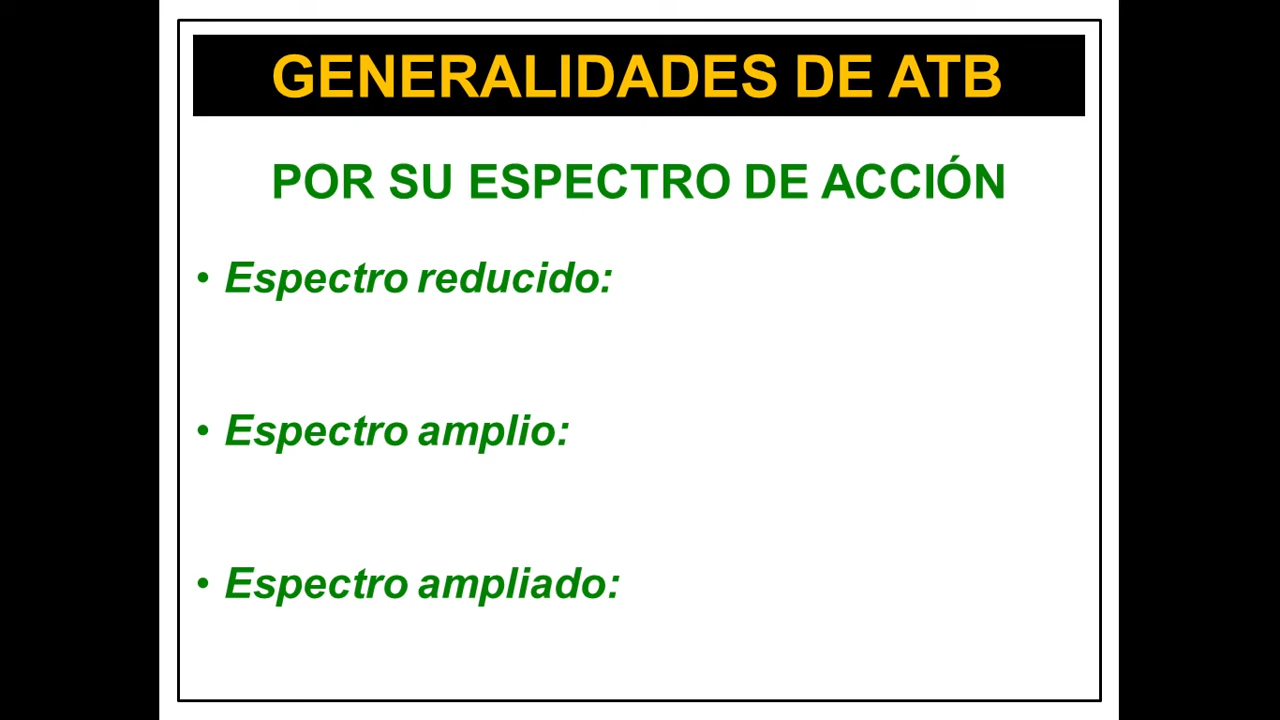 GENERALIDADES DE ATB
POR SU ESPECTRO DE ACCIÓN
• Espectro reducido:
• Espectro amplio:
• Espectro ampliado: